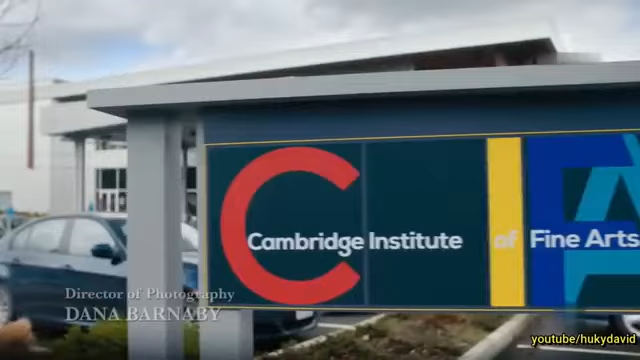 Cambridge Institute of Fine Arts
Director of Photography
DANA BARNABY
youtube/hukydavid